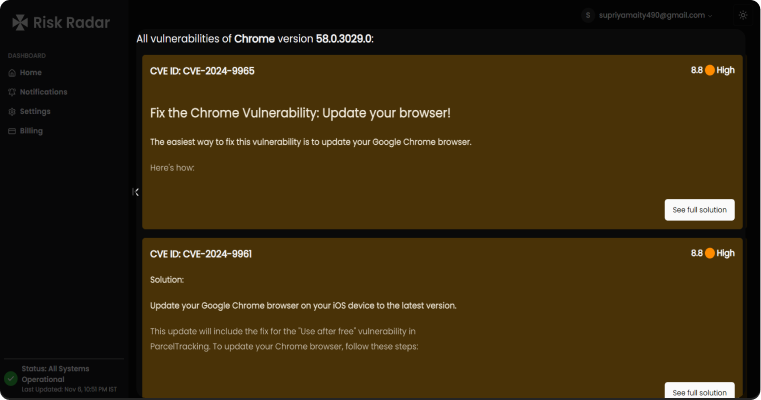 Risk Radar
supriyamaity490@gmail.com
S
DASHBOARD
Home
Notifications
Settings
Billing
All vulnerabilities of Chrome version 58.0.3029.0:
CVE ID: CVE-2024-9965
8.8 High
Fix the Chrome Vulnerability: Update your browser!
The easiest way to fix this vulnerability is to update your Google Chrome browser.
Here's how:
See full solution
CVE ID: CVE-2024-9961
8.8 High
Solution:
Update your Google Chrome browser on your iOS device to the latest version.
This update will include the fix for the "Use after free" vulnerability in
ParcelTracking. To update your Chrome browser, follow these steps:
See full solution
Status: All Systems
Operational
Last Updated: Nov 8, 10:51 PM IST